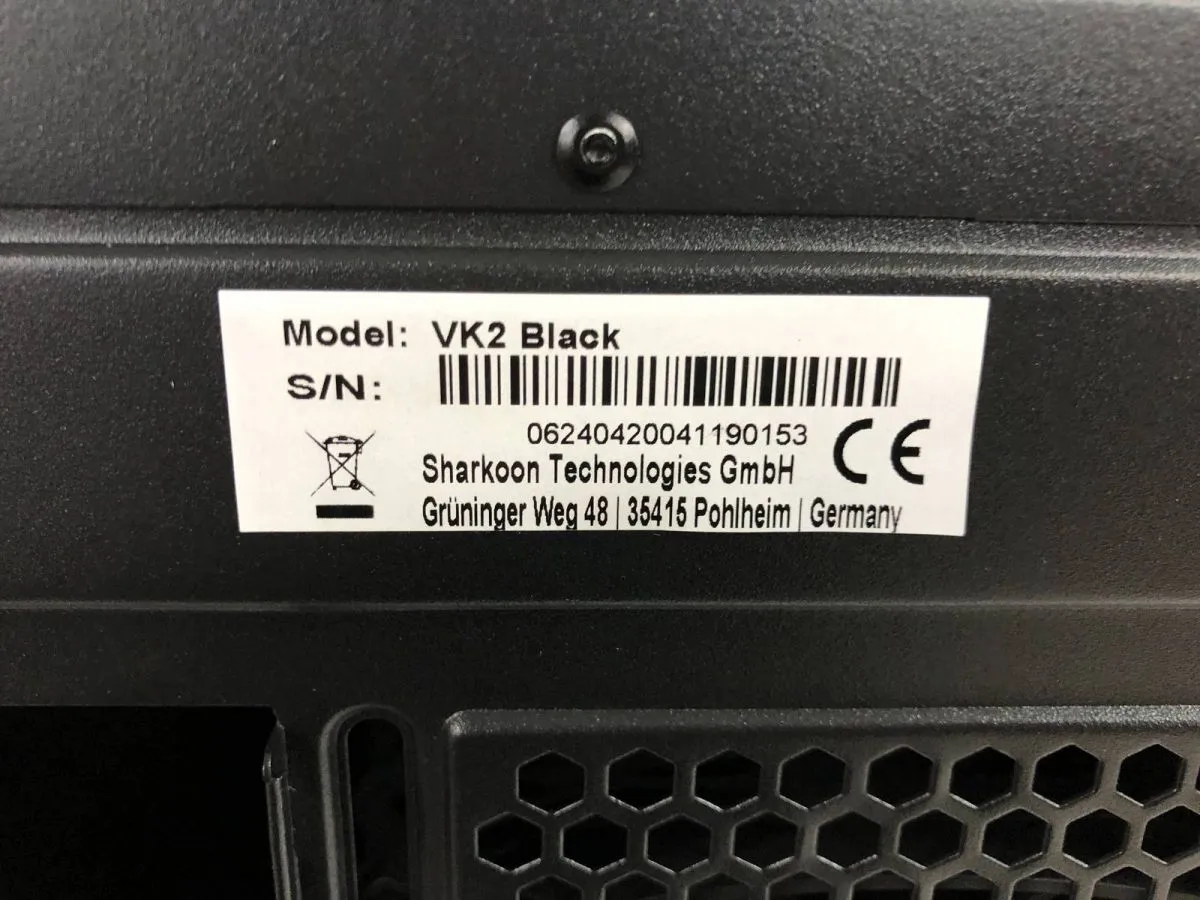 Model: VK2 Black
S/N:
06240420041190153
CE
Sharkoon Technologies GmbH
Grüninger Weg 48 | 35415 Pohlheim | Germany